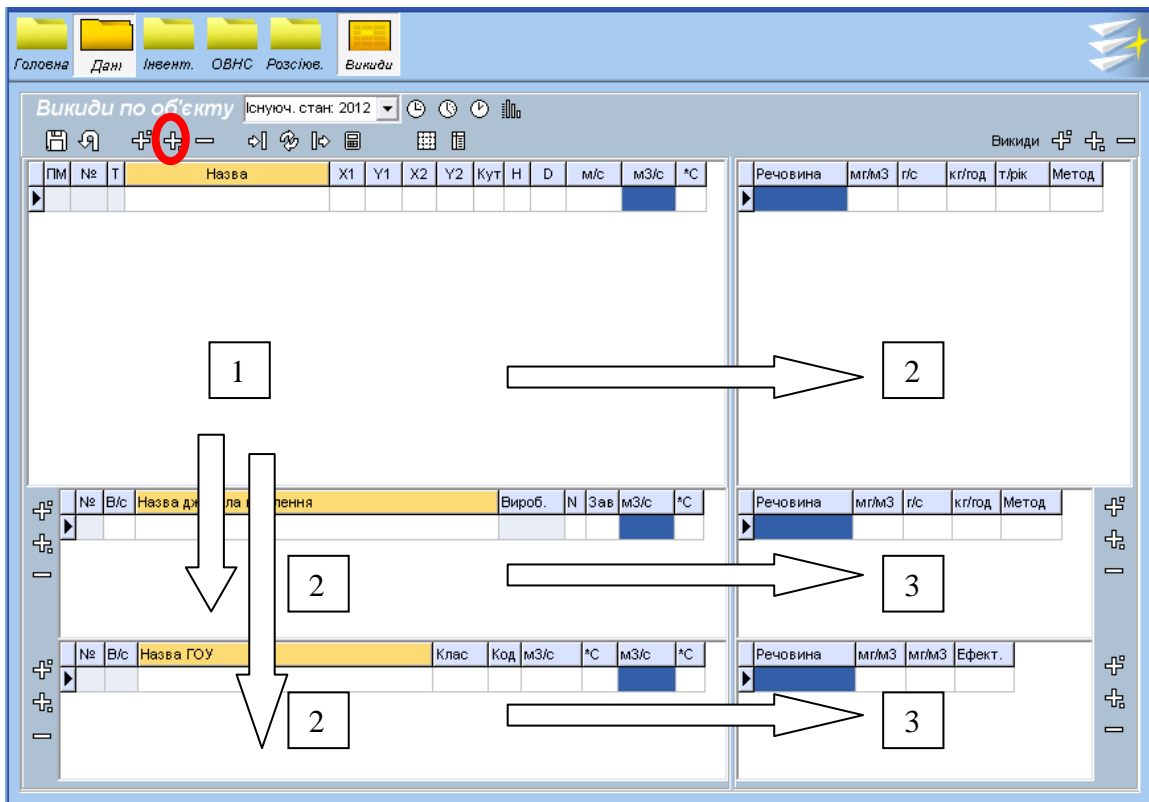 Головна Дані Інвент. ОВНС Розсіюв. Викиди
Викиди по об'єкту Існуюч. стан: 2012
Викиди
ПМ № Т Назва X1 Y1 X2 Y2 Кут H D м/с м3/с *С
Речовина мг/м3 г/с кг/год т/рік Метод
1
2
№ В/с Назва дж ла лення Вироб. N Зав м3/с *С
Речовина мг/м3 г/с кг/год Метод
2
3
№ В/с Назва ГОУ Клас Код м3/с *С м3/с *С
Речовина мг/м3 мг/м3 Ефект.
2
3